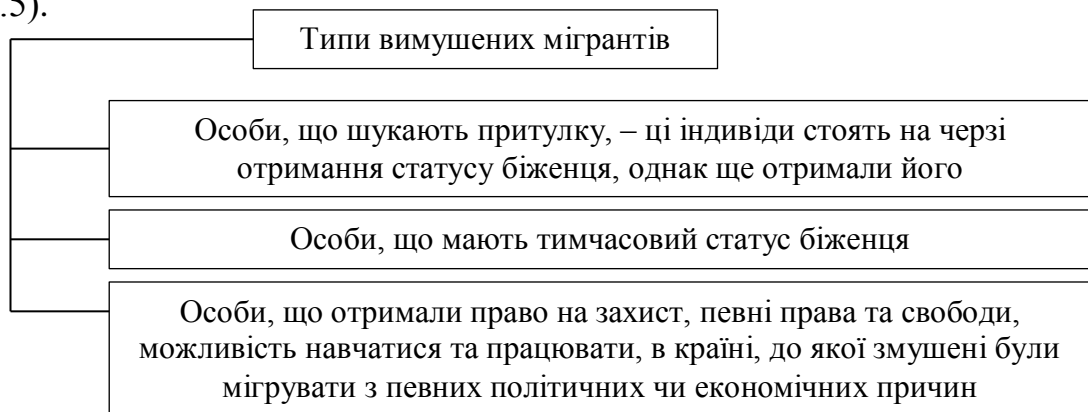 .5).
Типи вимушених мігрантів
Особи, що шукають притулку, – ці індивіди стоять на черзі
отримання статусу біженця, однак ще отримали його
Особи, що мають тимчасовий статус біженця
Особи, що отримали право на захист, певні права та свободи,
можливість навчатися та працювати, в країні, до якої змушені були
мігрувати з певних політичних чи економічних причин